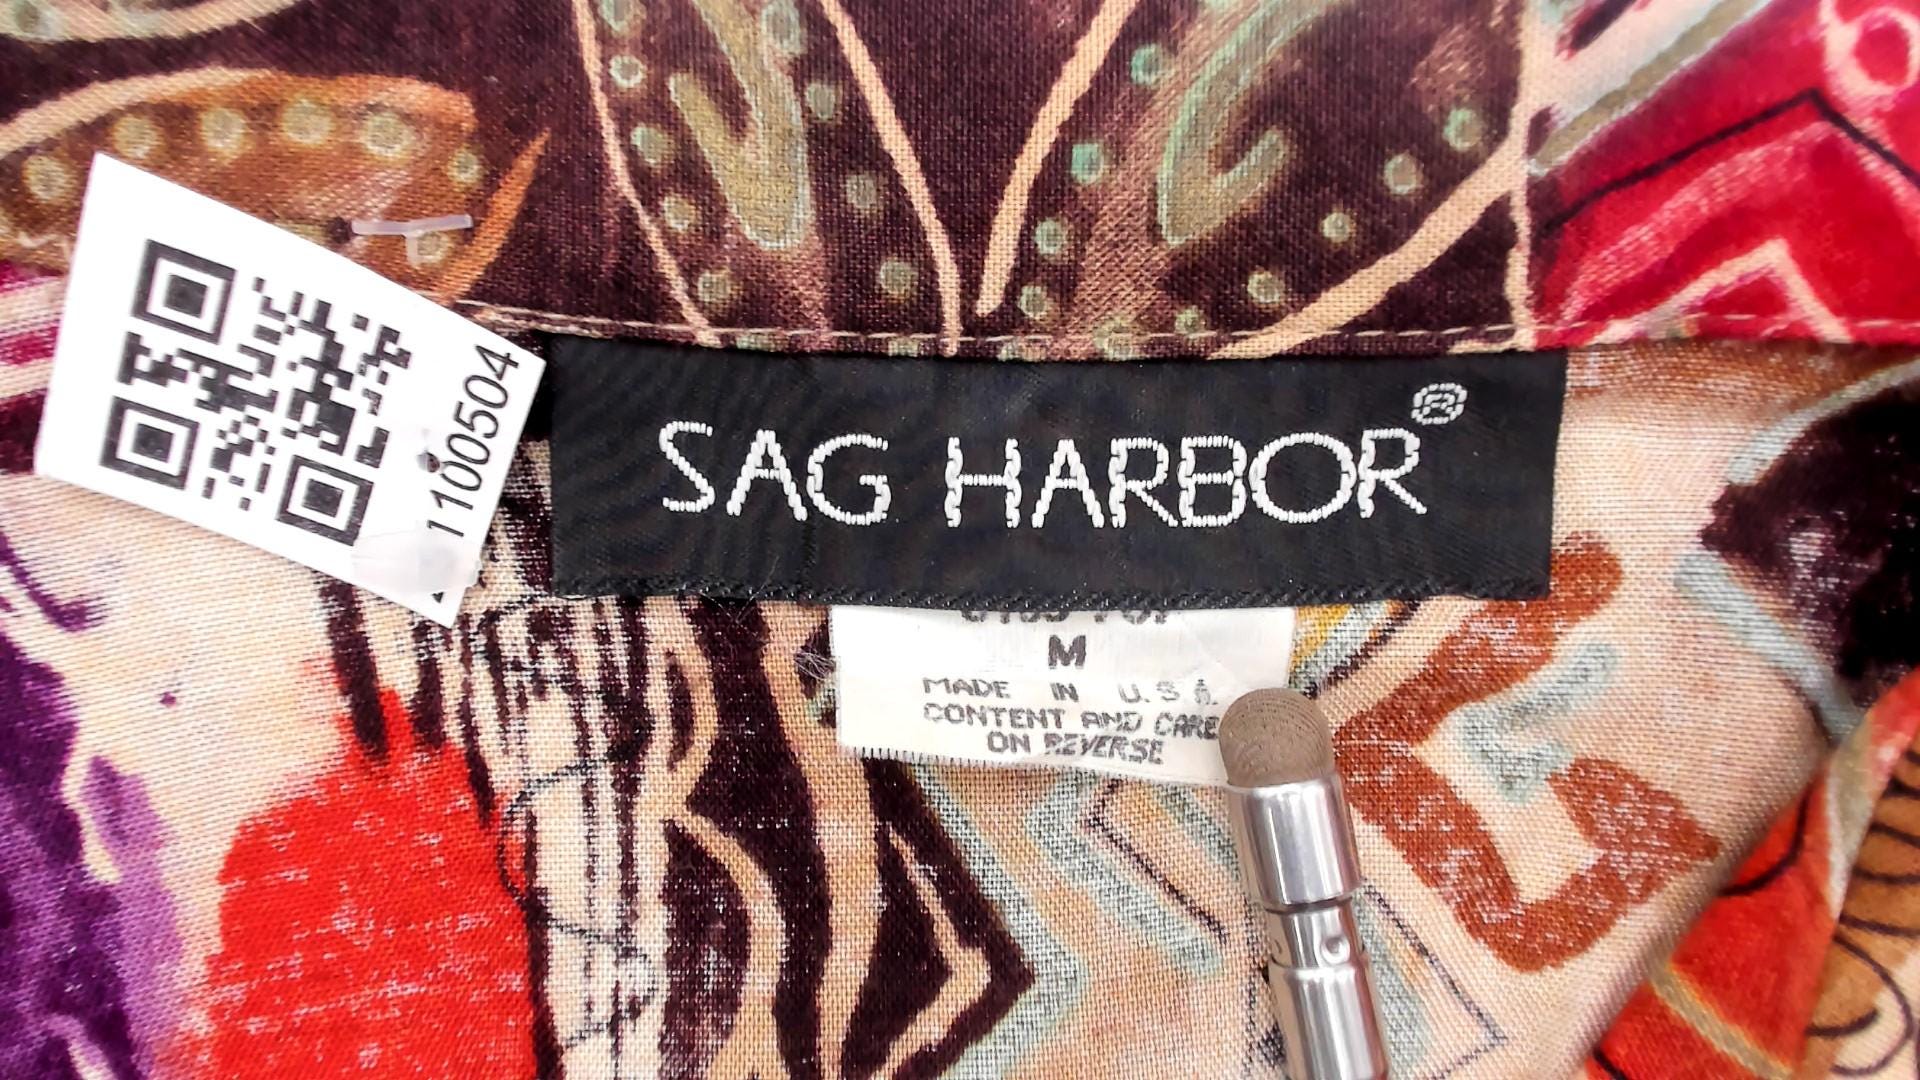 1100504
SAG HARBOR®
M
MADE IN U.S.A.
CONTENT AND CARE
ON REVERSE